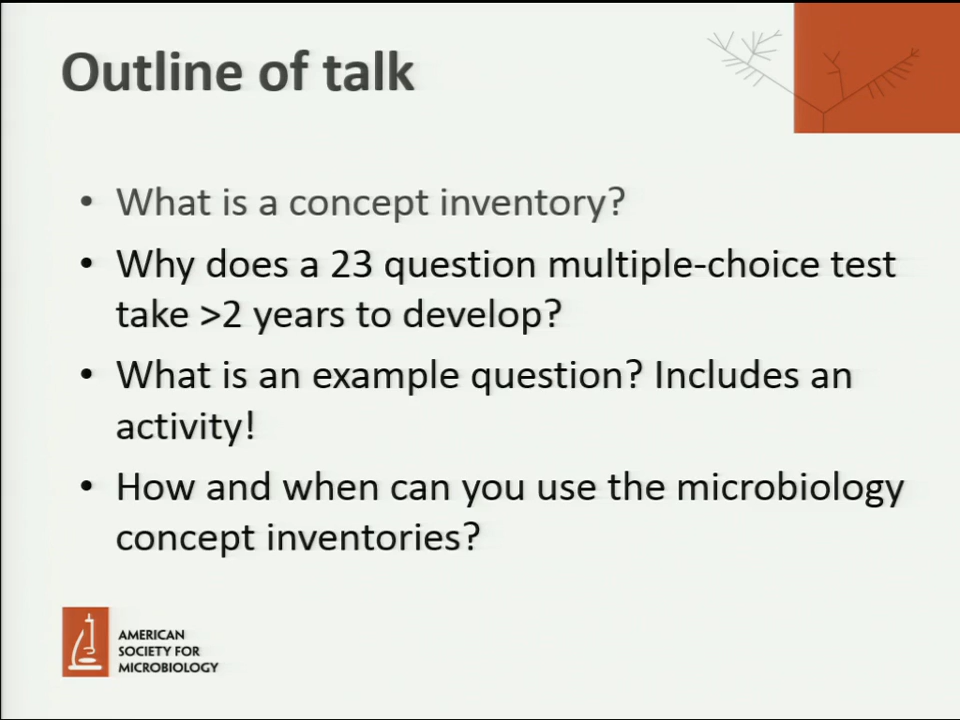 Outline of talk
• What is a concept inventory?
• Why does a 23 question multiple-choice test
take >2 years to develop?
• What is an example question? Includes an
activity!
• How and when can you use the microbiology
concept inventories?
AMERICAN
SOCIETY FOR
MICROBIOLOGY